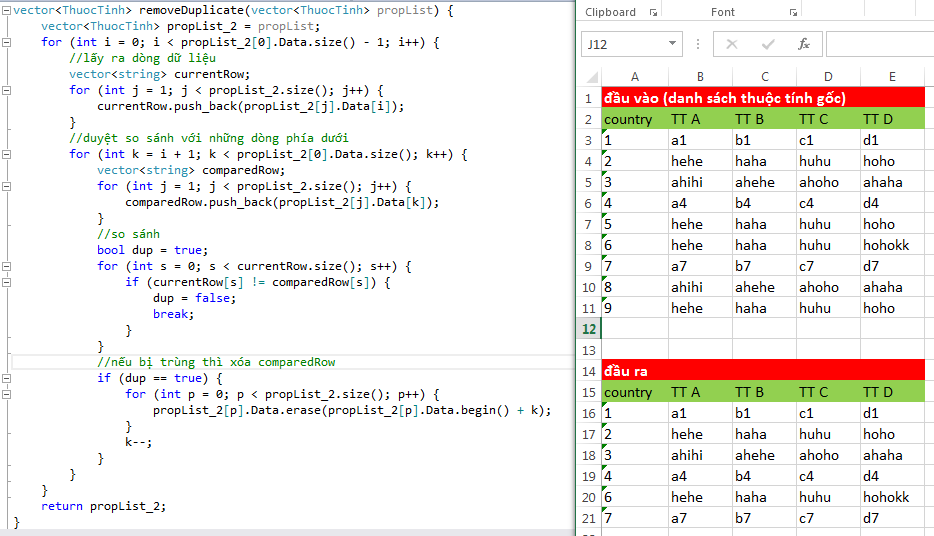 vector<ThuocTinh> removeDuplicate(vector<ThuocTinh> propList) {
vector<ThuocTinh> propList_2 = propList;
for (int i = 0; i < propList_2[0].Data.size() - 1; i++) {
//lấy ra dòng dữ liệu
vector<string> currentRow;
for (int j = 1; j < propList_2.size(); j++) {
currentRow.push_back(propList_2[j].Data[i]);
}
//duyệt so sánh với những dòng phía dưới
for (int k = i + 1; k < propList_2[0].Data.size(); k++) {
vector<string> comparedRow;
for (int j = 1; j < propList_2.size(); j++) {
comparedRow.push_back(propList_2[j].Data[k]);
}
//so sánh
bool dup = true;
for (int s = 0; s < currentRow.size(); s++) {
if (currentRow[s] != comparedRow[s]) {
dup = false;
break;
}
}
//nếu bị trùng thì xóa comparedRow
if (dup == true) {
for (int p = 0; p < propList_2.size(); p++) {
propList_2[p].Data.erase(propList_2[p].Data.begin() + k);
}
k--;
}
}
}
return propList_2;
}
Clipboard Font
J12 fx
A B C D E
1 đầu vào (danh sách thuộc tính gốc)
2 country TT A TT B TT C TT D
3 1 a1 b1 c1 d1
4 2 hehe haha huhu hoho
5 3 ahihi ahehe ahoho ahaha
6 4 a4 b4 c4 d4
7 5 hehe haha huhu hoho
8 6 hehe haha huhu hohokk
9 7 a7 b7 c7 d7
10 8 ahihi ahehe ahoho ahaha
11 9 hehe haha huhu hoho
12
13
14 đầu ra
15 country TT A TT B TT C TT D
16 1 a1 b1 c1 d1
17 2 hehe haha huhu hoho
18 3 ahihi ahehe ahoho ahaha
19 4 a4 b4 c4 d4
20 6 hehe haha huhu hohokk
21 7 a7 b7 c7 d7